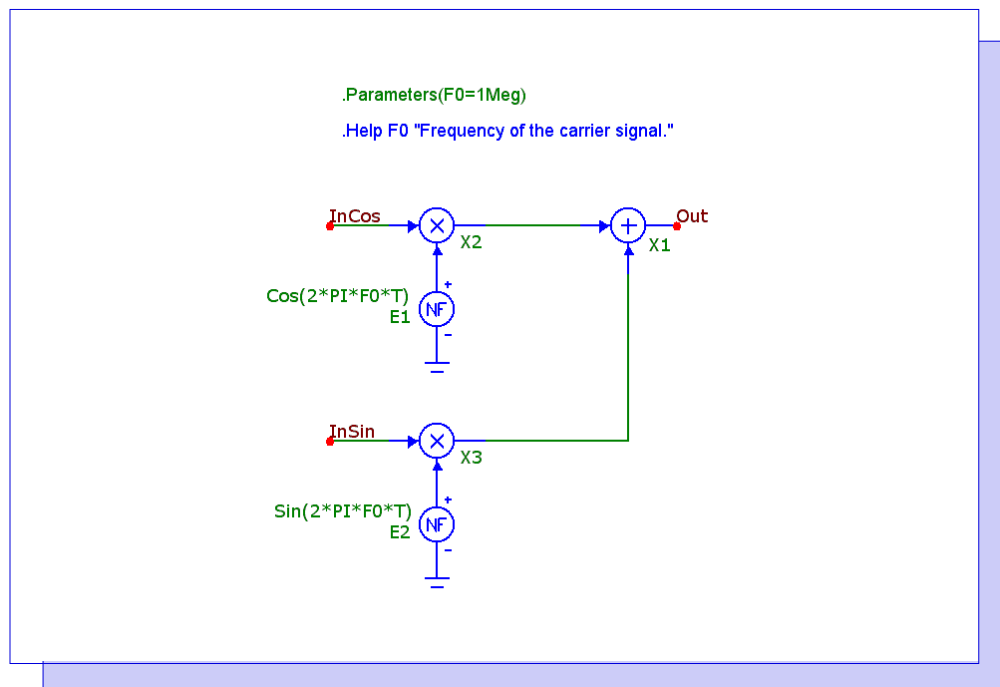 .Parameters(F0=1Meg)
.Help F0 "Frequency of the carrier signal."
InCos
Out
X2
X1
Cos(2*PI*F0*T)
+
NF
E1
-
InSin
X3
Sin(2*PI*F0*T)
+
NF
E2
-